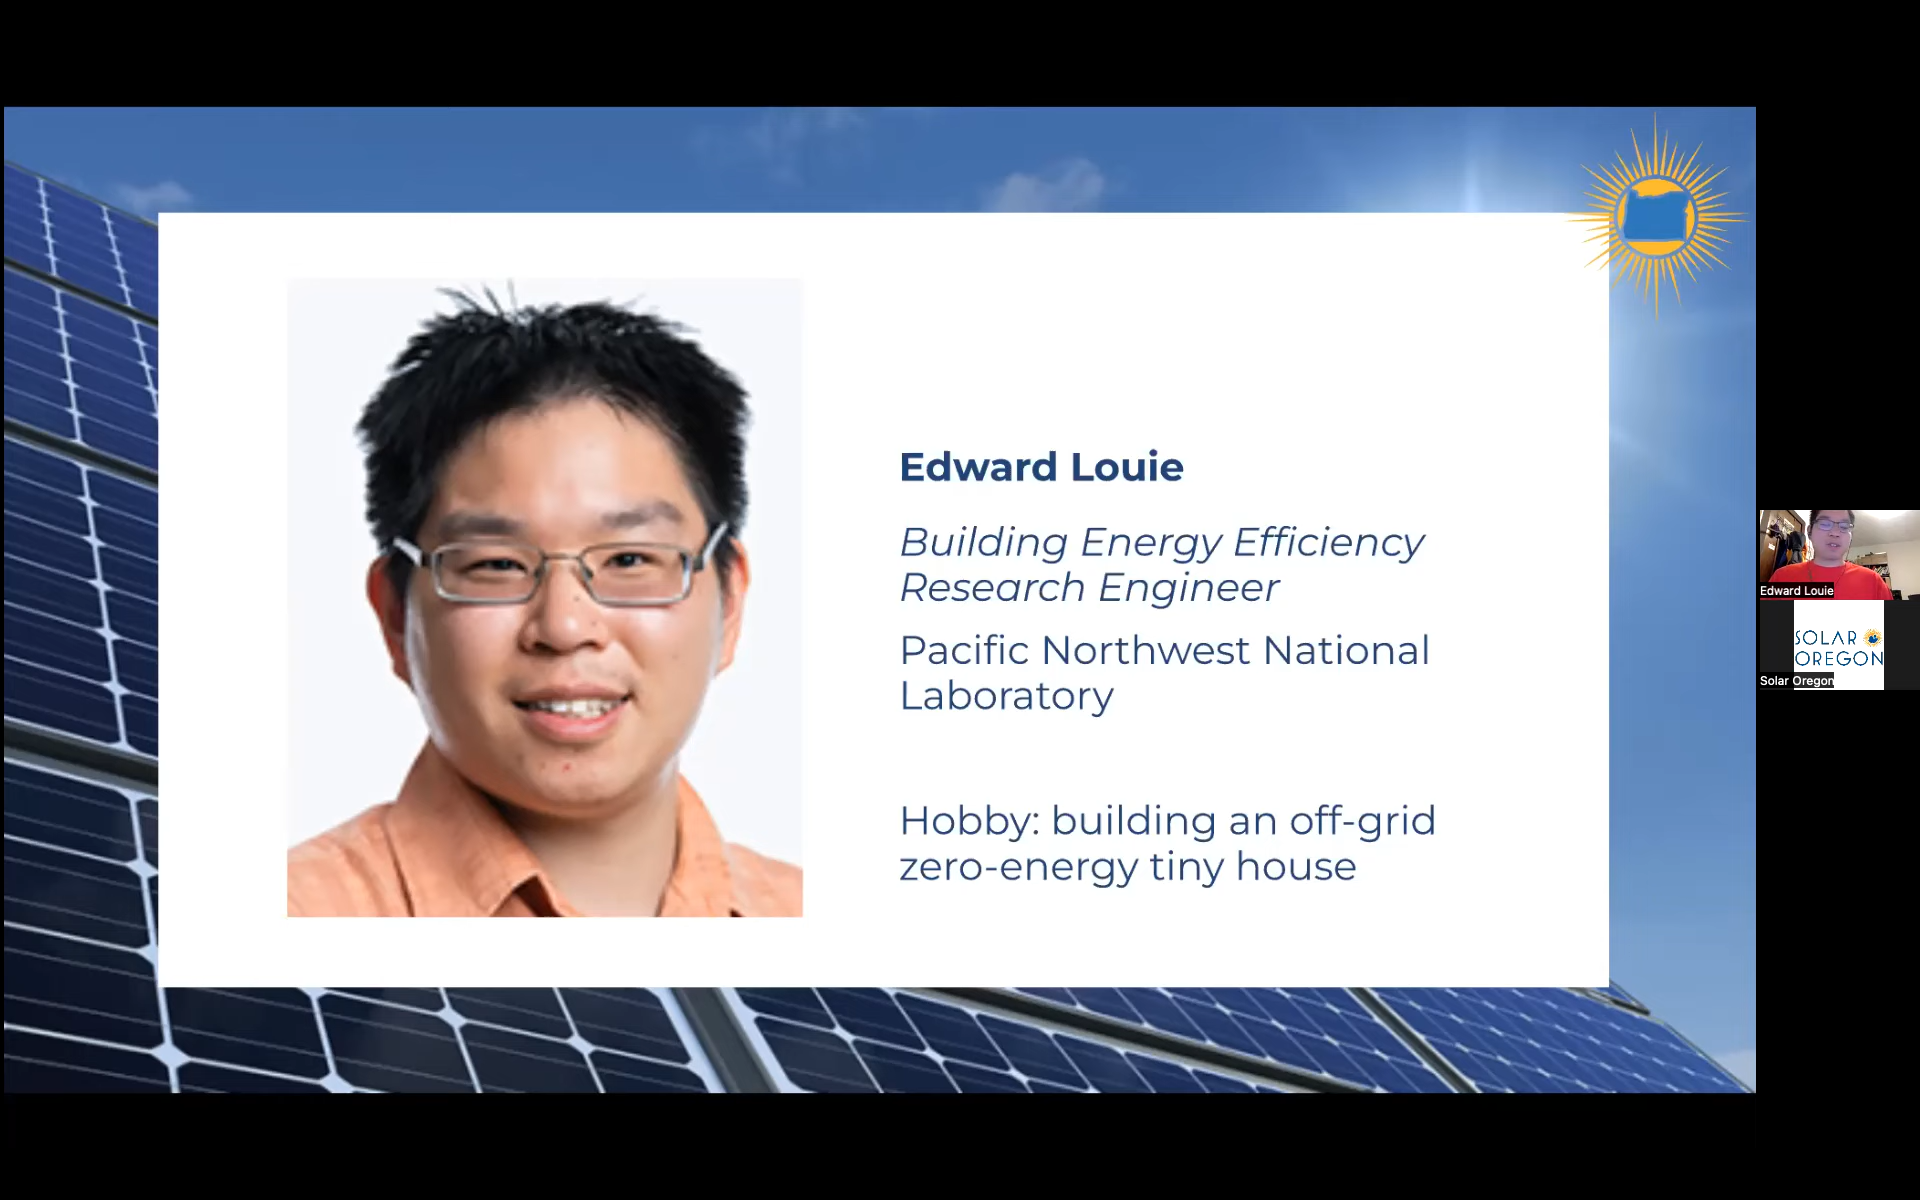 Edward Louie
Building Energy Efficiency
Research Engineer
Pacific Northwest National
Laboratory
Hobby: building an off-grid
zero-energy tiny house
Edward Louie
SOLAR
OREGON
Solar Oregon